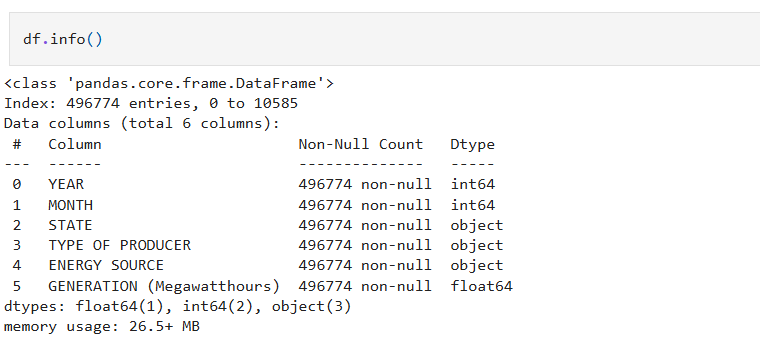 df.info()
<class 'pandas.core.frame.DataFrame'>
Index: 496774 entries, 0 to 10585
Data columns (total 6 columns):
 #   Column                      Non-Null Count   Dtype
---  ------                      --------------   -----
 0   YEAR                        496774 non-null  int64
 1   MONTH                       496774 non-null  int64
 2   STATE                       496774 non-null  object
 3   TYPE OF PRODUCER            496774 non-null  object
 4   ENERGY SOURCE               496774 non-null  object
 5   GENERATION (Megawatthours)  496774 non-null  float64
dtypes: float64(1), int64(2), object(3)
memory usage: 26.5+ MB